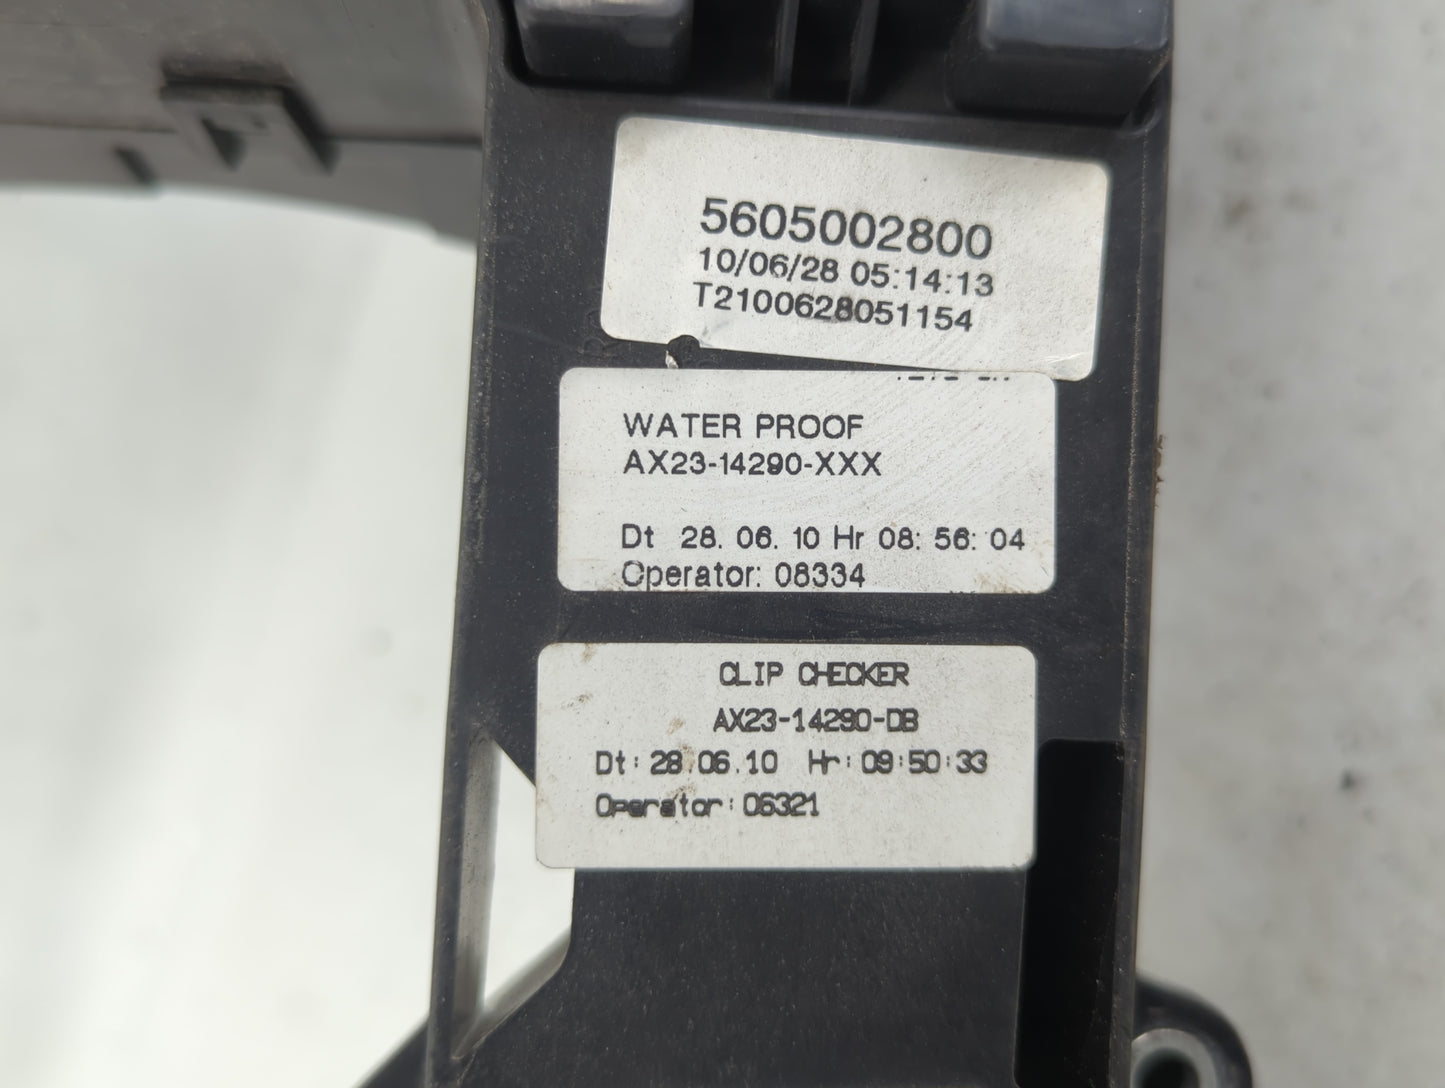 5605002800
10/06/28 05:14:13
T2100628051154
WATER PROOF
AX23-14290-XXX
Dt 28. 06. 10 Hr 08: 56: 04
Operator: 08334
CLIP CHECKER
AX23-14290-DB
Dt: 28.06.10 Hr: 09:50:33
Operator: 06321